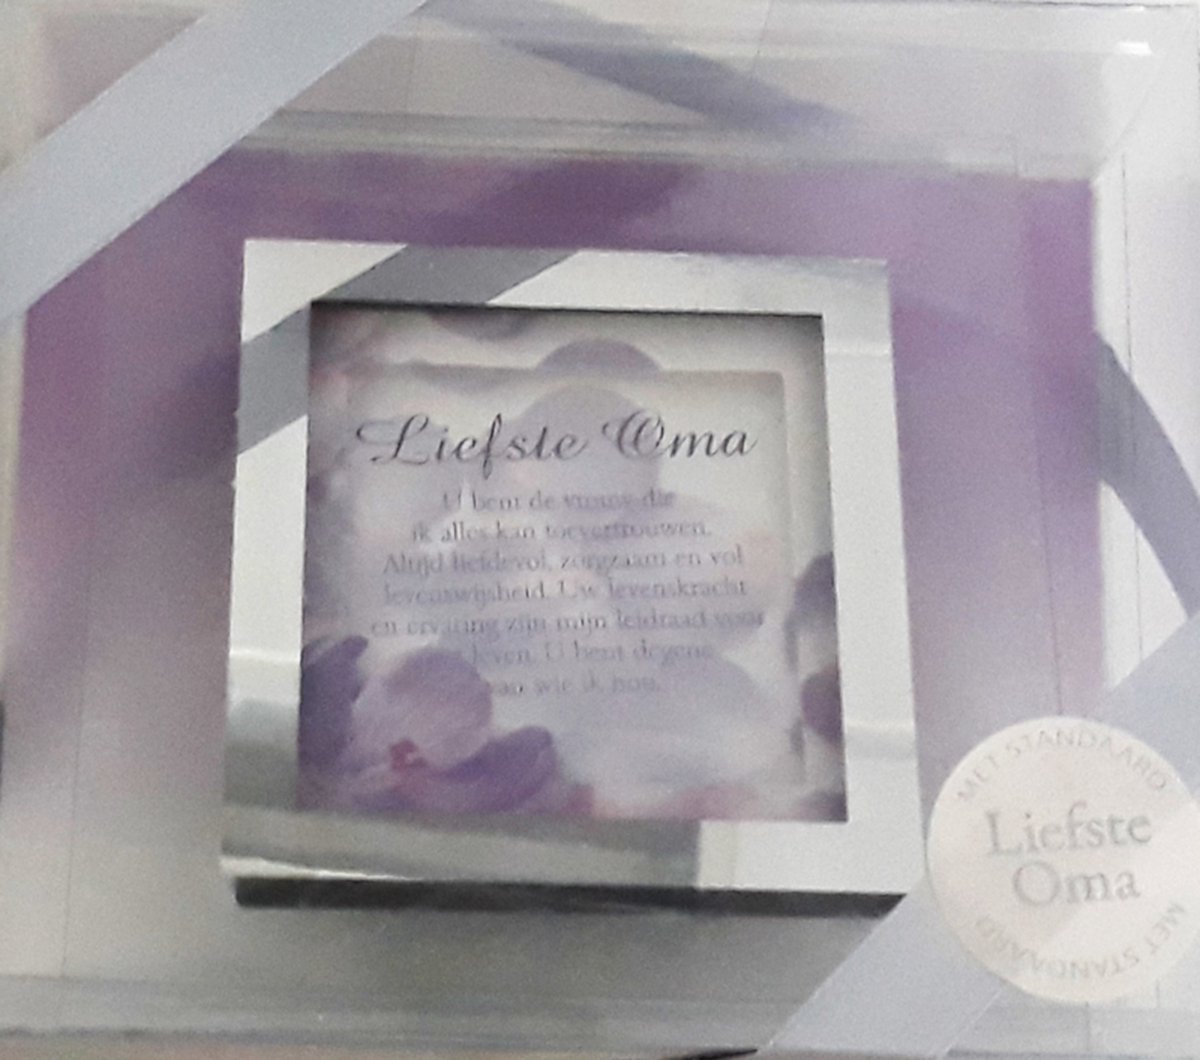 Liefste Oma
U bent de vrouw die
ik alles kan toevertrouwen.
Altijd liefdevol, zorgzaam en vol
levenswijsheid. Uw levenskracht
en ervaring zijn mijn leidraad voor
leven. U bent degene
van wie ik hou.
MET STANDAARD
Liefste
Oma
MET STANDAARD